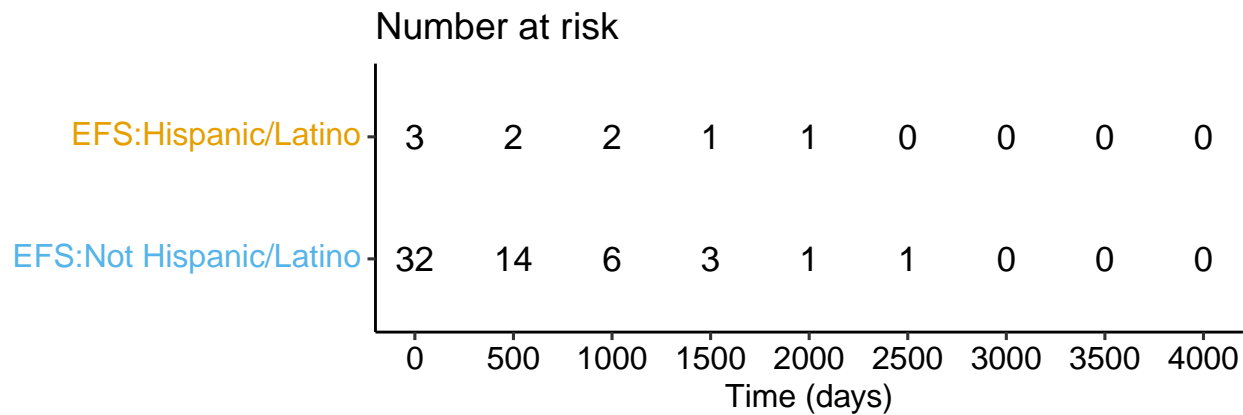 Number at risk
EFS:Hispanic/Latino 3 2 2 1 1 0 0 0 0
EFS:Not Hispanic/Latino 32 14 6 3 1 1 0 0 0
0 500 1000 1500 2000 2500 3000 3500 4000
Time (days)